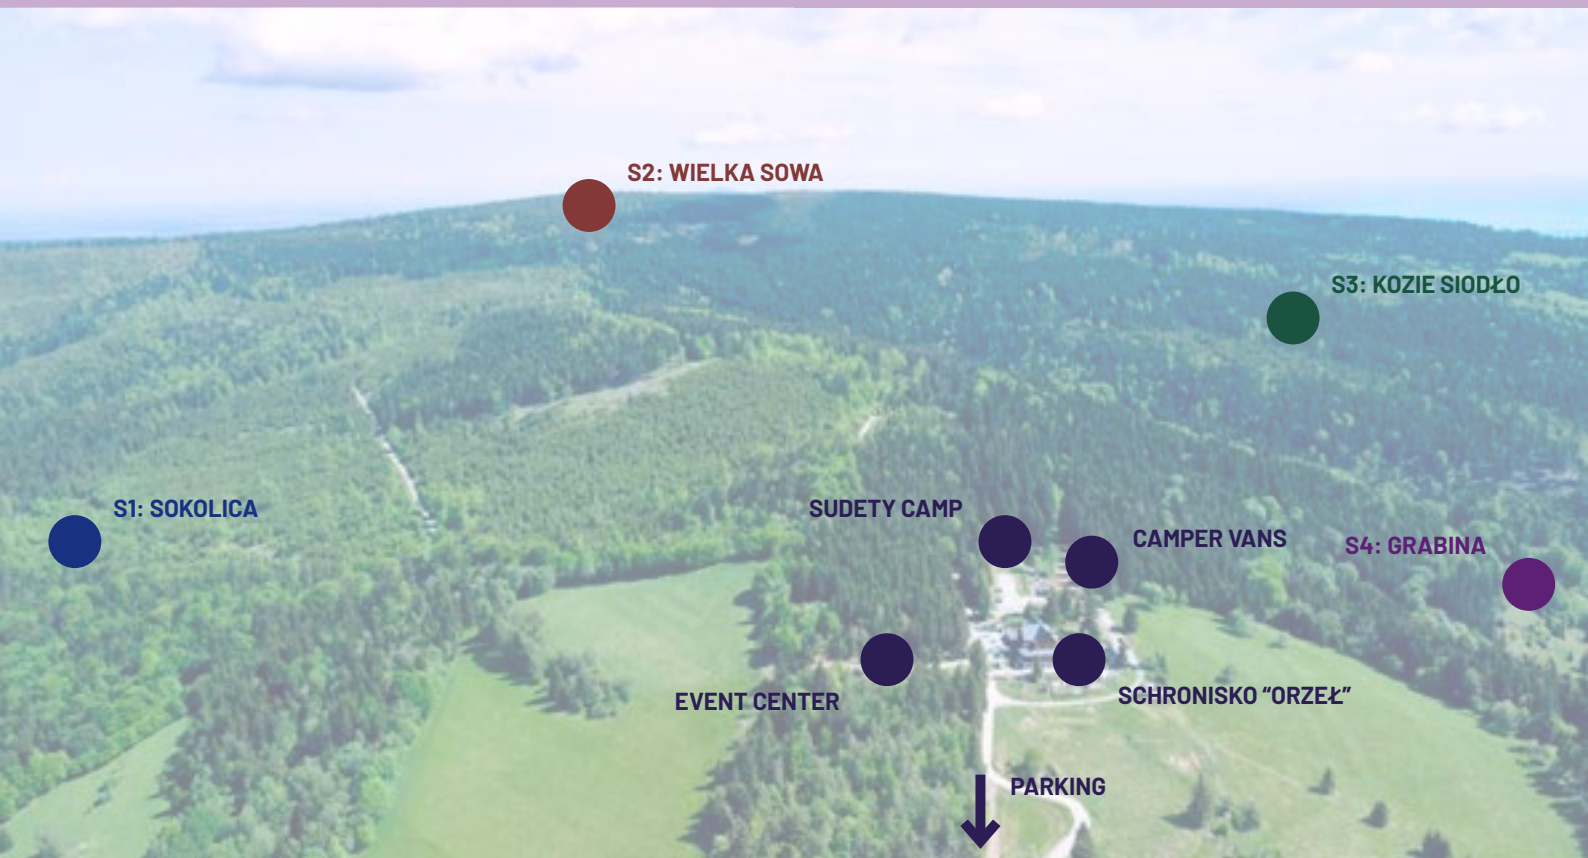 S2: WIELKA SOWA
S3: KOZIE SIODŁO
S1: SOKOLICA
SUDETY CAMP
CAMPER VANS
S4: GRABINA
EVENT CENTER
SCHRONISKO “ORZEŁ”
PARKING